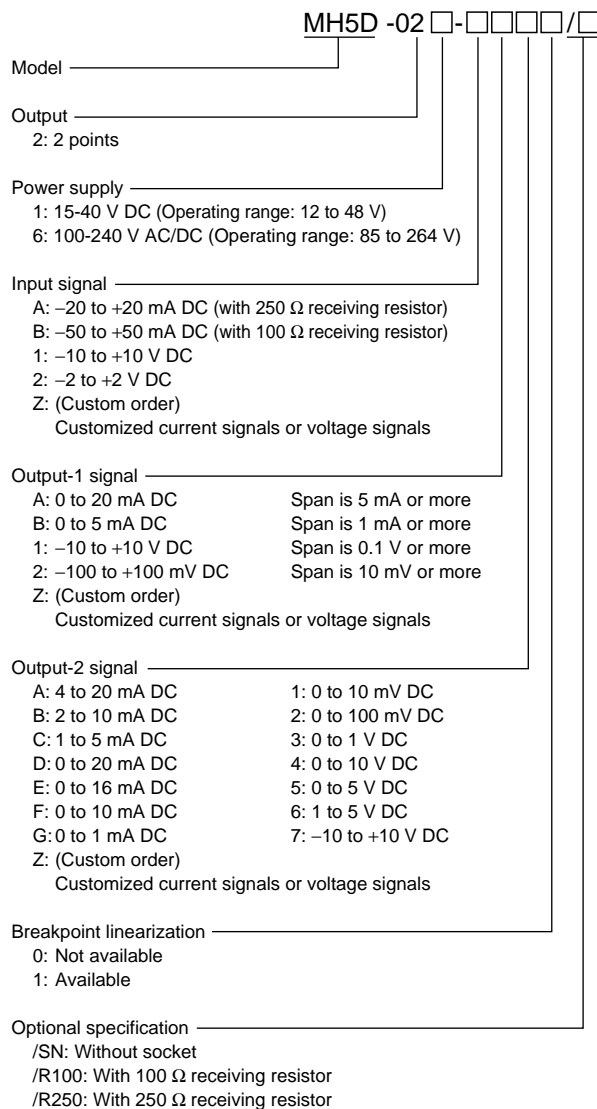 MH5D -02□-□□□□/□
Model
Output
2: 2 points
Power supply
1: 15-40 V DC (Operating range: 12 to 48 V)
6: 100-240 V AC/DC (Operating range: 85 to 264 V)
Input signal
A: –20 to +20 mA DC (with 250 Ω receiving resistor)
B: –50 to +50 mA DC (with 100 Ω receiving resistor)
1: –10 to +10 V DC
2: –2 to +2 V DC
Z: (Custom order)
Customized current signals or voltage signals
Output-1 signal
A: 0 to 20 mA DC Span is 5 mA or more
B: 0 to 5 mA DC Span is 1 mA or more
1: –10 to +10 V DC Span is 0.1 V or more
2: –100 to +100 mV DC Span is 10 mV or more
Z: (Custom order)
Customized current signals or voltage signals
Output-2 signal
A: 4 to 20 mA DC 1: 0 to 10 mV DC
B: 2 to 10 mA DC 2: 0 to 100 mV DC
C: 1 to 5 mA DC 3: 0 to 1 V DC
D: 0 to 20 mA DC 4: 0 to 10 V DC
E: 0 to 16 mA DC 5: 0 to 5 V DC
F: 0 to 10 mA DC 6: 1 to 5 V DC
G: 0 to 1 mA DC 7: –10 to +10 V DC
Z: (Custom order)
Customized current signals or voltage signals
Breakpoint linearization
0: Not available
1: Available
Optional specification
/SN: Without socket
/R100: With 100 Ω receiving resistor
/R250: With 250 Ω receiving resistor